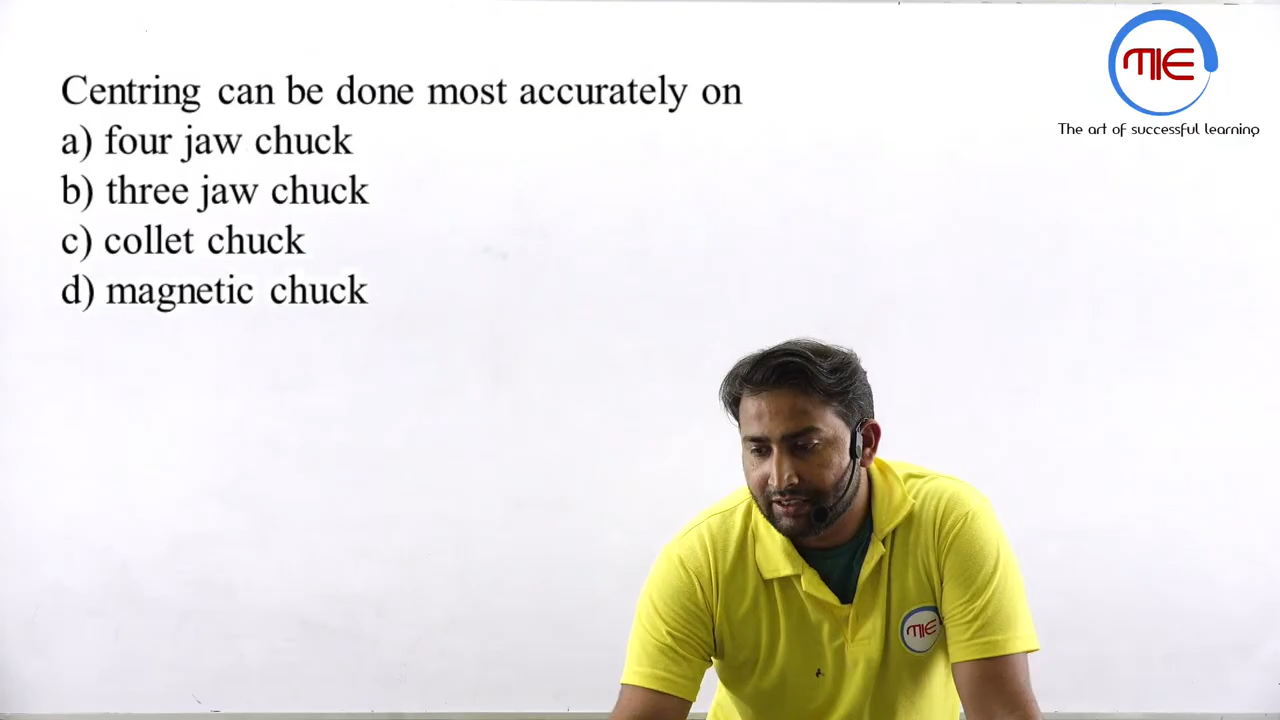 Centring can be done most accurately on
a) four jaw chuck
b) three jaw chuck
c) collet chuck
d) magnetic chuck
MIE
The art of successful learning
MIE